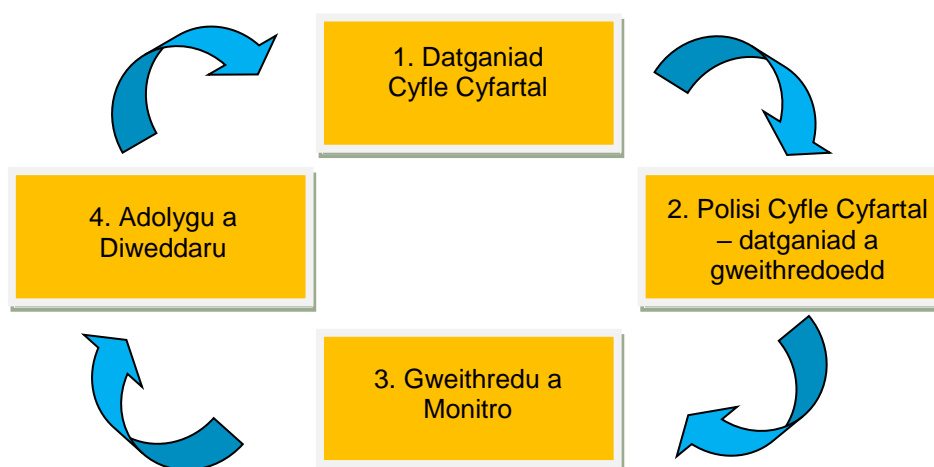 1. Datganiad
Cyfle Cyfartal
2. Polisi Cyfle Cyfartal
– datganiad a
gweithredoedd
3. Gweithredu a
Monitro
4. Adolygu a
Diweddaru